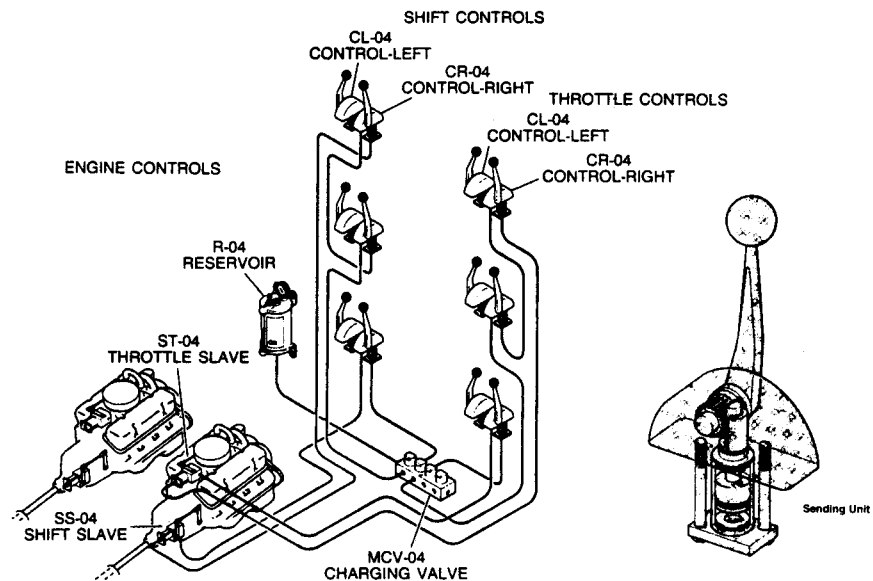 SHIFT CONTROLS
CL-04
CONTROL-LEFT
CR-04
CONTROL-RIGHT
THROTTLE CONTROLS
CL-04
CONTROL-LEFT
CR-04
CONTROL-RIGHT
ENGINE CONTROLS
R-04
RESERVOIR
ST-04
THROTTLE SLAVE
SS-04
SHIFT SLAVE
MCV-04
CHARGING VALVE
Sending Unit